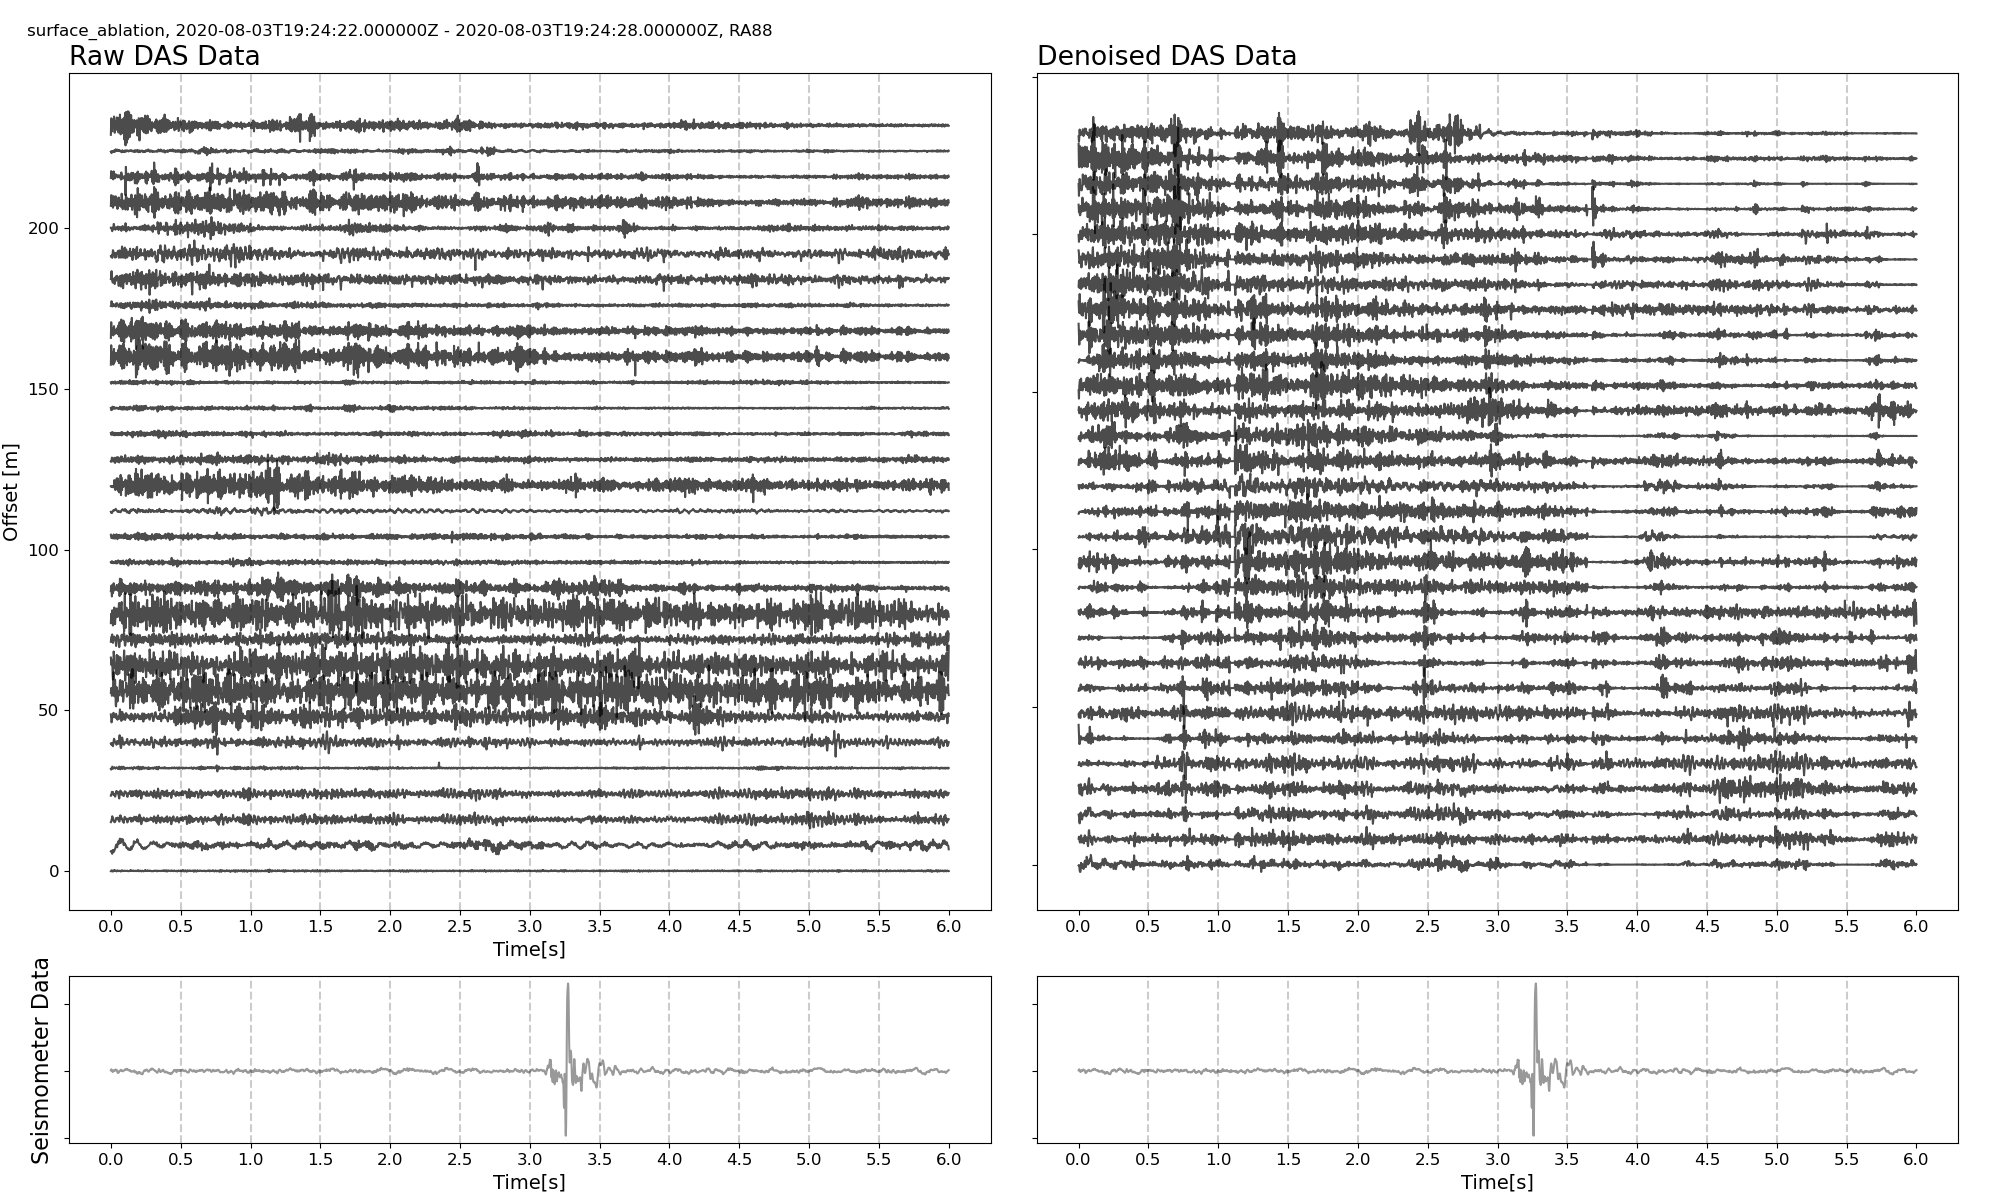 surface_ablation, 2020-08-03T19:24:22.000000Z - 2020-08-03T19:24:28.000000Z, RA88
Raw DAS Data
Denoised DAS Data
Offset [m]
200
150
100
50
0
0.0 0.5 1.0 1.5 2.0 2.5 3.0 3.5 4.0 4.5 5.0 5.5 6.0
Time[s]
0.0 0.5 1.0 1.5 2.0 2.5 3.0 3.5 4.0 4.5 5.0 5.5 6.0
Seismometer Data
0.0 0.5 1.0 1.5 2.0 2.5 3.0 3.5 4.0 4.5 5.0 5.5 6.0
Time[s]
0.0 0.5 1.0 1.5 2.0 2.5 3.0 3.5 4.0 4.5 5.0 5.5 6.0
Time[s]